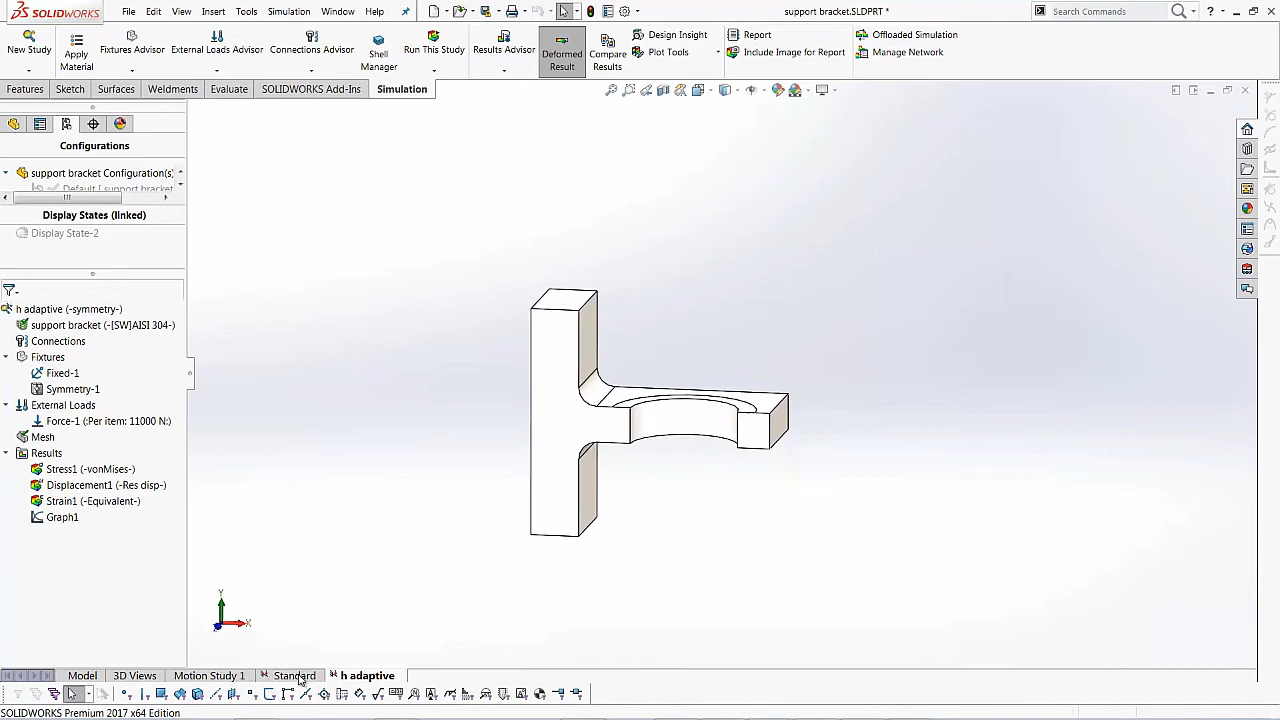 SOLIDWORKS File Edit View Insert Tools Simulation Window Help support bracket.SLDPRT * Search Commands
New Study
Apply Material
Fixtures Advisor
External Loads Advisor
Connections Advisor
Shell Manager
Run This Study
Results Advisor
Deformed Result
Compare Results
Design Insight
Plot Tools
Report
Include Image for Report
Offloaded Simulation
Manage Network
Features Sketch Surfaces Weldments Evaluate SOLIDWORKS Add-Ins Simulation
Configurations
support bracket Configuration(s)
Default [ support bracket
Display States (linked)
Display State-2
h adaptive (-symmetry-)
support bracket (-[SW]AISI 304-)
Connections
Fixtures
Fixed-1
Symmetry-1
External Loads
Force-1 (:Per item: 11000 N:)
Mesh
Results
Stress1 (-vonMises-)
Displacement1 (-Res disp-)
Strain1 (-Equivalent-)
Graph1
Y
X
Model 3D Views Motion Study 1 Standard h adaptive
SOLIDWORKS Premium 2017 x64 Edition